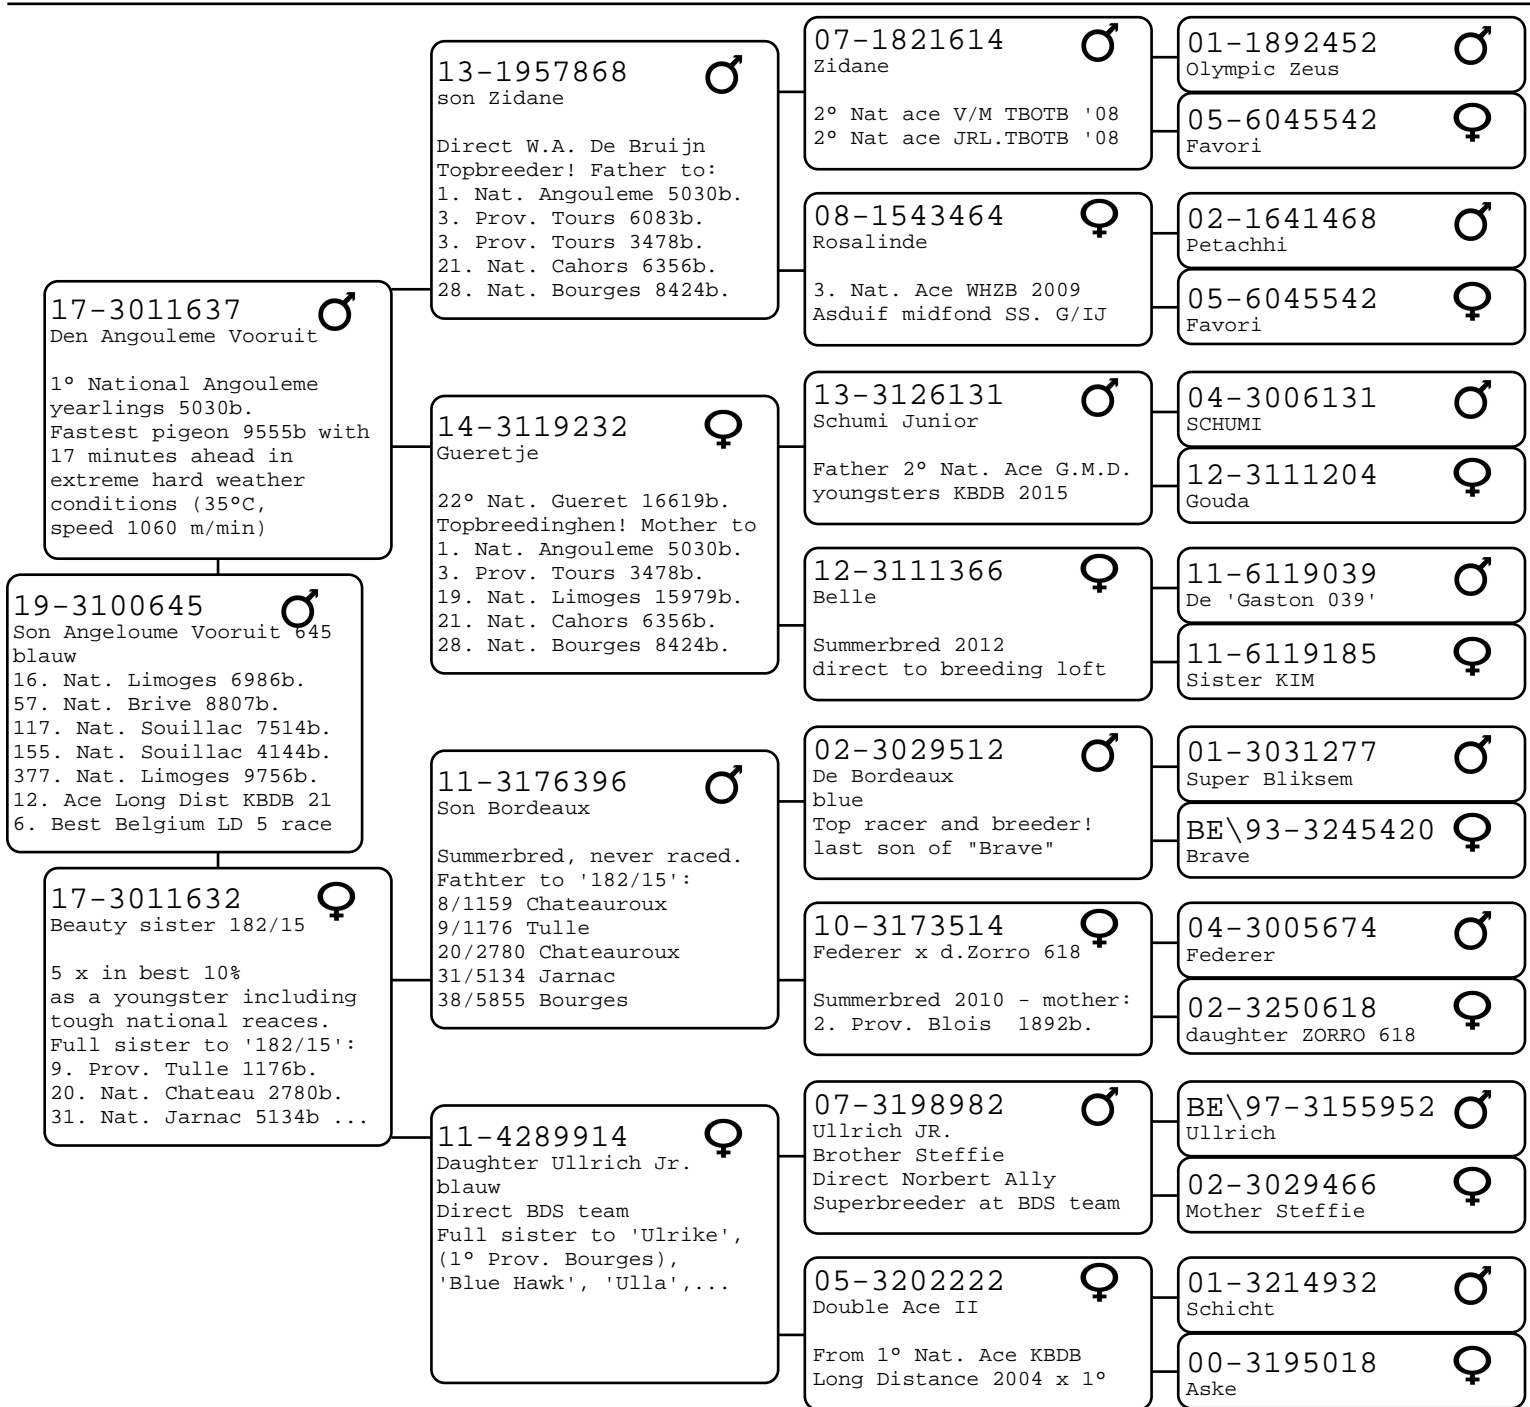 19-3100645
Son Angeloume Vooruit 645
blauw
16. Nat. Limoges 6986b.
57. Nat. Brive 8807b.
117. Nat. Souillac 7514b.
155. Nat. Souillac 4144b.
377. Nat. Limoges 9756b.
12. Ace Long Dist KBDB 21
6. Best Belgium LD 5 race
17-3011637
Den Angouleme Vooruit
1º National Angouleme
yearlings 5030b.
Fastest pigeon 9555b with
17 minutes ahead in
extreme hard weather
conditions (35ºC,
speed 1060 m/min)
17-3011632
Beauty sister 182/15
5 x in best 10%
as a youngster including
tough national reaces.
Full sister to '182/15':
9. Prov. Tulle 1176b.
20. Nat. Chateau 2780b.
31. Nat. Jarnac 5134b ...
13-1957868
son Zidane
Direct W.A. De Bruijn
Topbreeder! Father to:
1. Nat. Angouleme 5030b.
3. Prov. Tours 6083b.
3. Prov. Tours 3478b.
21. Nat. Cahors 6356b.
28. Nat. Bourges 8424b.
14-3119232
Gueretje
22º Nat. Gueret 16619b.
Topbreedinghen! Mother to
1. Nat. Angouleme 5030b.
3. Prov. Tours 3478b.
19. Nat. Limoges 15979b.
21. Nat. Cahors 6356b.
28. Nat. Bourges 8424b.
11-3176396
Son Bordeaux
Summerbred, never raced.
Fathter to '182/15':
8/1159 Chateauroux
9/1176 Tulle
20/2780 Chateauroux
31/5134 Jarnac
38/5855 Bourges
11-4289914
Daughter Ullrich Jr.
blauw
Direct BDS team
Full sister to 'Ulrike',
(1º Prov. Bourges),
'Blue Hawk', 'Ulla',...
07-1821614
Zidane
2º Nat ace V/M TBOTB '08
2º Nat ace JRL.TBOTB '08
08-1543464
Rosalinde
3. Nat. Ace WHZB 2009
Asduif midfond SS. G/IJ
13-3126131
Schumi Junior
Father 2º Nat. Ace G.M.D.
youngsters KBDB 2015
12-3111366
Belle
Summerbred 2012
direct to breeding loft
02-3029512
De Bordeaux
blue
Top racer and breeder!
last son of "Brave"
10-3173514
Federer x d.Zorro 618
Summerbred 2010 - mother:
2. Prov. Blois  1892b.
07-3198982
Ullrich JR.
Brother Steffie
Direct Norbert Ally
Superbreeder at BDS team
05-3202222
Double Ace II
From 1º Nat. Ace KBDB
Long Distance 2004 x 1º
01-1892452
Olympic Zeus
05-6045542
Favori
02-1641468
Petachhi
05-6045542
Favori
04-3006131
SCHUMI
12-3111204
Gouda
11-6119039
De 'Gaston 039'
11-6119185
Sister KIM
01-3031277
Super Bliksem
BE\93-3245420
Brave
04-3005674
Federer
02-3250618
daughter ZORRO 618
BE\97-3155952
Ullrich
02-3029466
Mother Steffie
01-3214932
Schicht
00-3195018
Aske